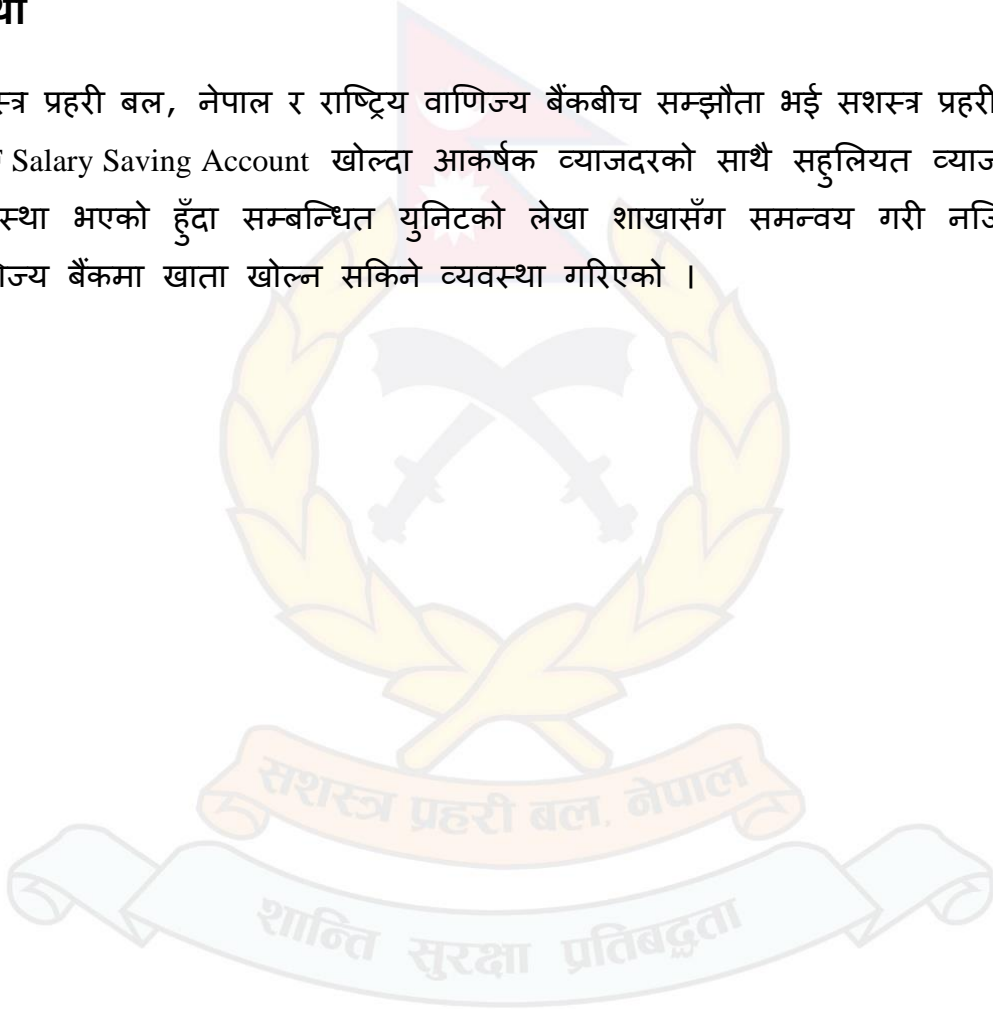 था
स्त्र प्रहरी बल, नेपाल र राष्ट्रिय वाणिज्य बैंकबीच सम्झौता भई सशस्त्र प्रहरी
Salary Saving Account खोल्दा आकर्षक व्याजदरको साथै सहुलियत व्याज
स्था भएको हुँदा सम्बन्धित युनिटको लेखा शाखासँग समन्वय गरी नजि
ज्य बैंकमा खाता खोल्न सकिने व्यवस्था गरिएको ।
सशस्त्र प्रहरी बल, नेपाल
शान्ति सुरक्षा प्रतिबद्धता